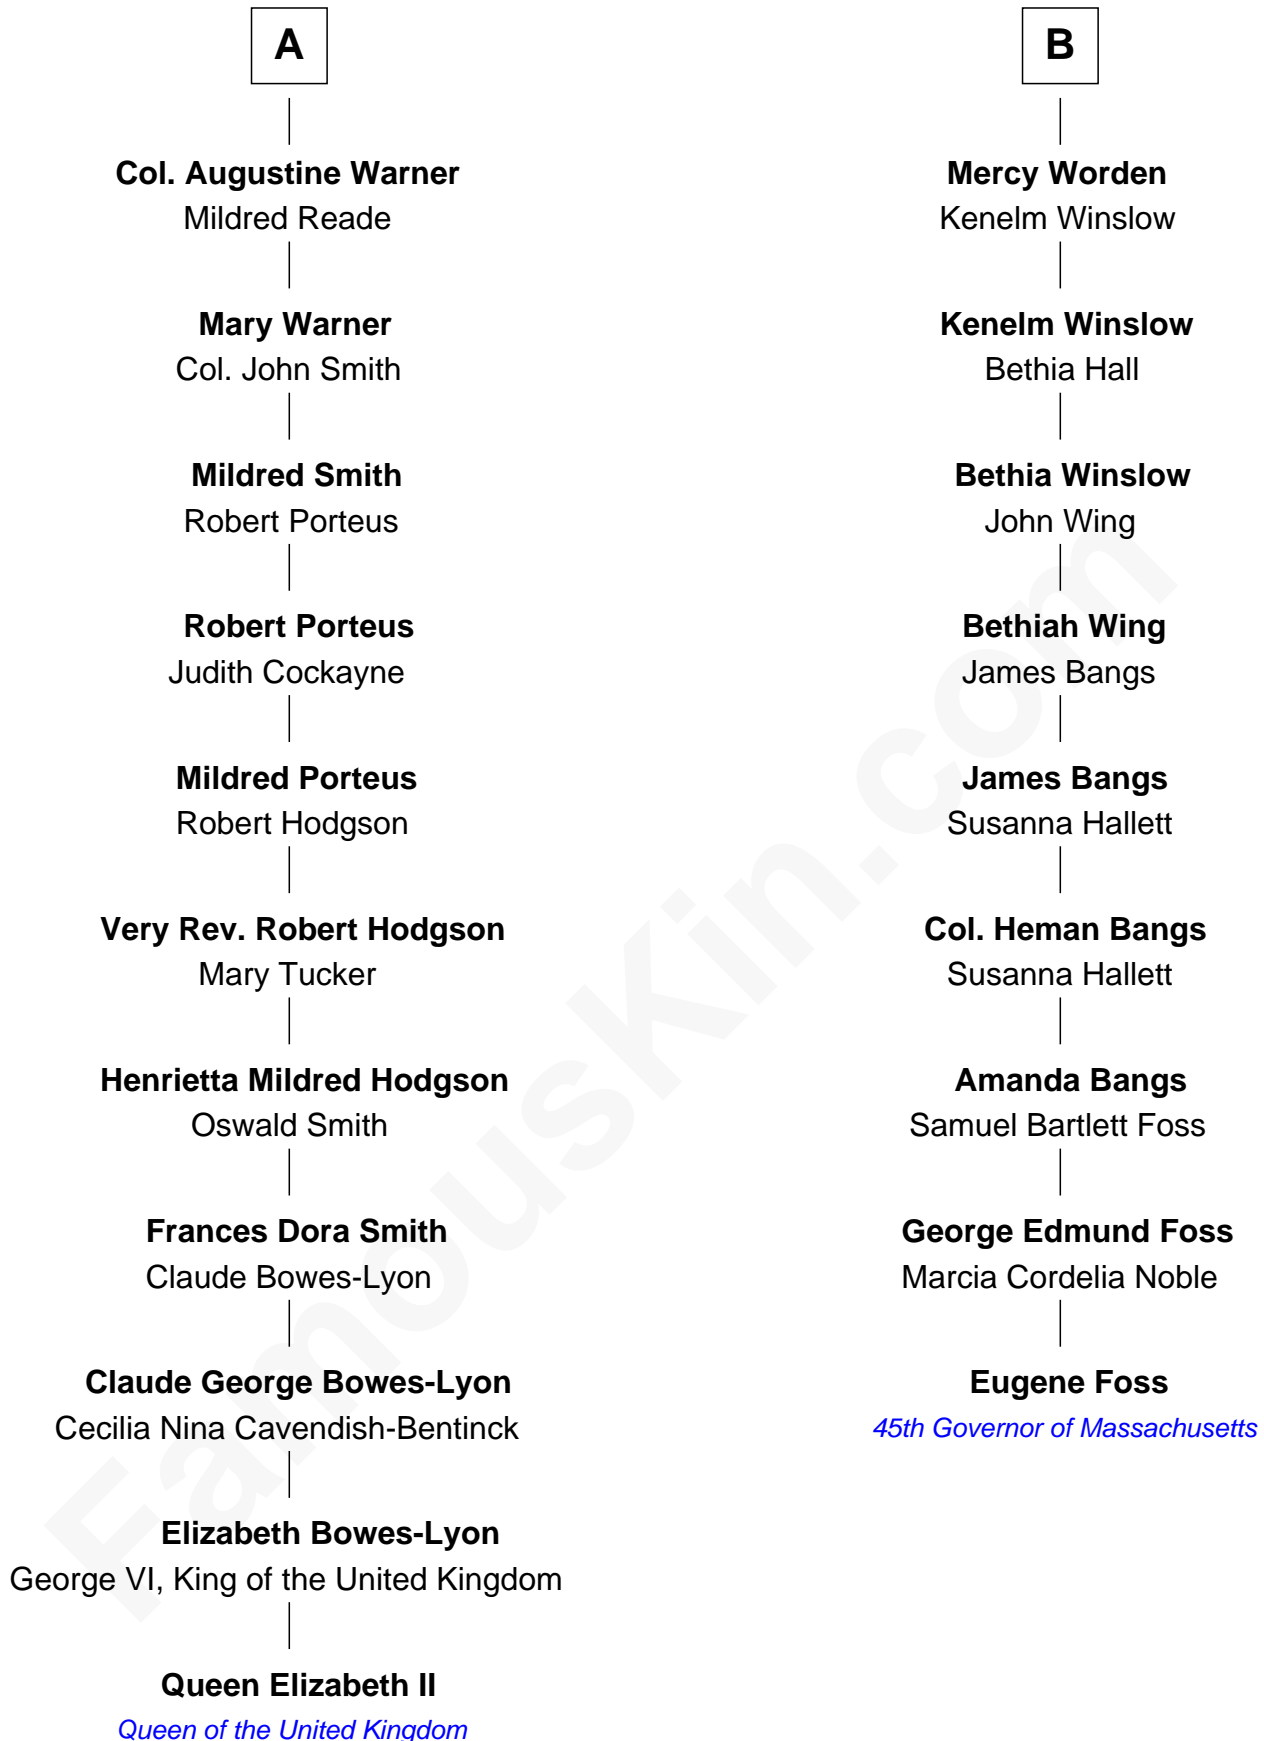 A
Col. Augustine Warner
Mildred Reade
Mary Warner
Col. John Smith
Mildred Smith
Robert Porteus
Robert Porteus
Judith Cockayne
Mildred Porteus
Robert Hodgson
Very Rev. Robert Hodgson
Mary Tucker
Henrietta Mildred Hodgson
Oswald Smith
Frances Dora Smith
Claude Bowes-Lyon
Claude George Bowes-Lyon
Cecilia Nina Cavendish-Bentinck
Elizabeth Bowes-Lyon
George VI, King of the United Kingdom
Queen Elizabeth II
Queen of the United Kingdom
B
Mercy Worden
Kenelm Winslow
Kenelm Winslow
Bethia Hall
Bethia Winslow
John Wing
Bethiah Wing
James Bangs
James Bangs
Susanna Hallett
Col. Heman Bangs
Susanna Hallett
Amanda Bangs
Samuel Bartlett Foss
George Edmund Foss
Marcia Cordelia Noble
Eugene Foss
45th Governor of Massachusetts
FamousKin.com